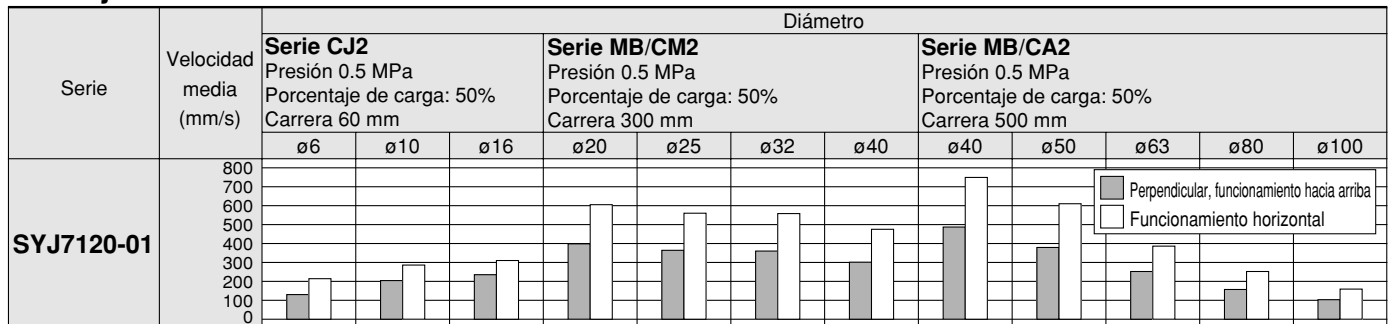 Diámetro
Serie
Velocidad
media
(mm/s)
Serie CJ2
Presión 0.5 MPa
Porcentaje de carga: 50%
Carrera 60 mm
Serie MB/CM2
Presión 0.5 MPa
Porcentaje de carga: 50%
Carrera 300 mm
Serie MB/CA2
Presión 0.5 MPa
Porcentaje de carga: 50%
Carrera 500 mm
ø6 ø10 ø16 ø20 ø25 ø32 ø40 ø40 ø50 ø63 ø80 ø100
SYJ7120-01
800
700
600
500
400
300
200
100
0
Perpendicular, funcionamiento hacia arriba
Funcionamiento horizontal